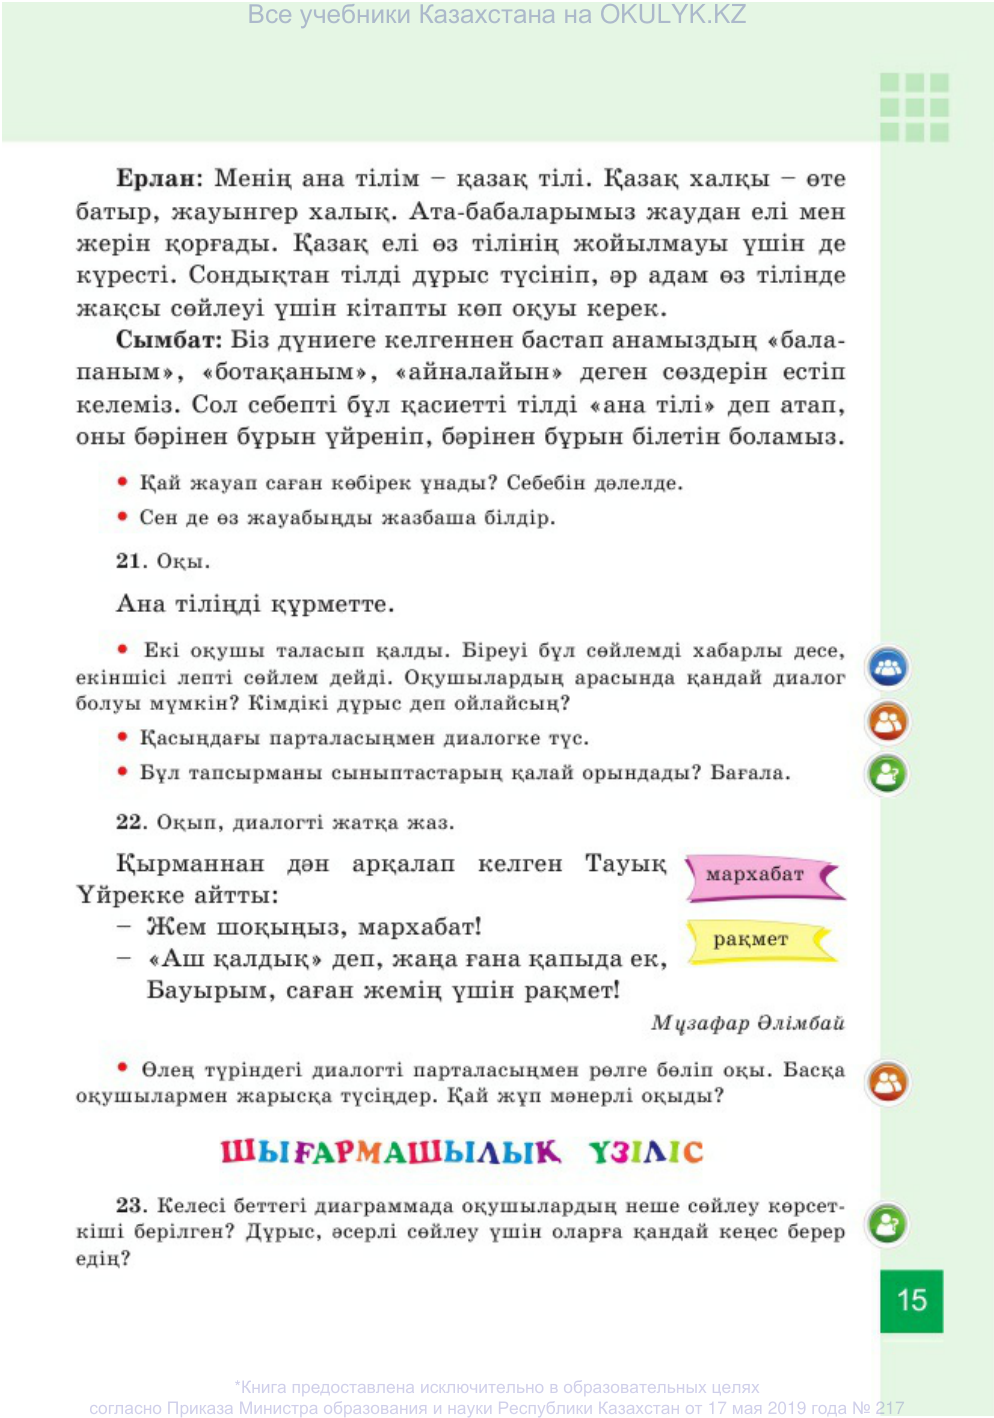 Все учебники Казахстана на OKULYK.KZ
Ерлан: Менің ана тілім – қазақ тілі. Қазақ халқы – өте
батыр, жауынгер халық. Ата-бабаларымыз жаудан елі мен
жерін қорғады. Қазақ елі өз тілінің жойылмауы үшін де
күресті. Сондықтан тілді дұрыс түсініп, әр адам өз тілінде
жақсы сөйлеуі үшін кітапты көп оқуы керек.
Сымбат: Біз дүниеге келгеннен бастап анамыздың «бала-
паным», «ботақаным», «айналайын» деген сөздерін естіп
келеміз. Сол себепті бұл қасиетті тілді «ана тілі» деп атап,
оны бәрінен бұрын үйреніп, бәрінен бұрын білетін боламыз.
• Қай жауап саған көбірек ұнады? Себебін дәлелде.
• Сен де өз жауабыңды жазбаша білдір.
21. Оқы.
Ана тіліңді құрметте.
• Екі оқушы таласып қалды. Біреуі бұл сөйлемді хабарлы десе,
екіншісі лепті сөйлем дейді. Оқушылардың арасында қандай диалог
болуы мүмкін? Кімдікі дұрыс деп ойлайсың?
• Қасыңдағы парталасыңмен диалогке түс.
• Бұл тапсырманы сыныптастарың қалай орындады? Бағала.
22. Оқып, диалогті жатқа жаз.
Қырманнан дән арқалап келген Тауық
Үйрекке айтты:
– Жем шоқыңыз, мархабат!
– «Аш қалдық» деп, жаңа ғана қапыда ек,
Бауырым, саған жемің үшін рақмет!
мархабат
рақмет
Мұзафар Әлімбай
• Өлең түріндегі диалогті парталасыңмен рөлге бөліп оқы. Басқа
оқушылармен жарысқа түсіңдер. Қай жұп мәнерлі оқыды?
ШЫҒАРМАШЫЛЫҚ ҮЗІЛІС
23. Келесі беттегі диаграммада оқушылардың неше сөйлеу көрсет-
кіші берілген? Дұрыс, әсерлі сөйлеу үшін оларға қандай кеңес берер
едің?
15
*Книга предоставлена исключительно в образовательных целях
согласно Приказа Министра образования и науки Республики Казахстан от 17 мая 2019 года № 217